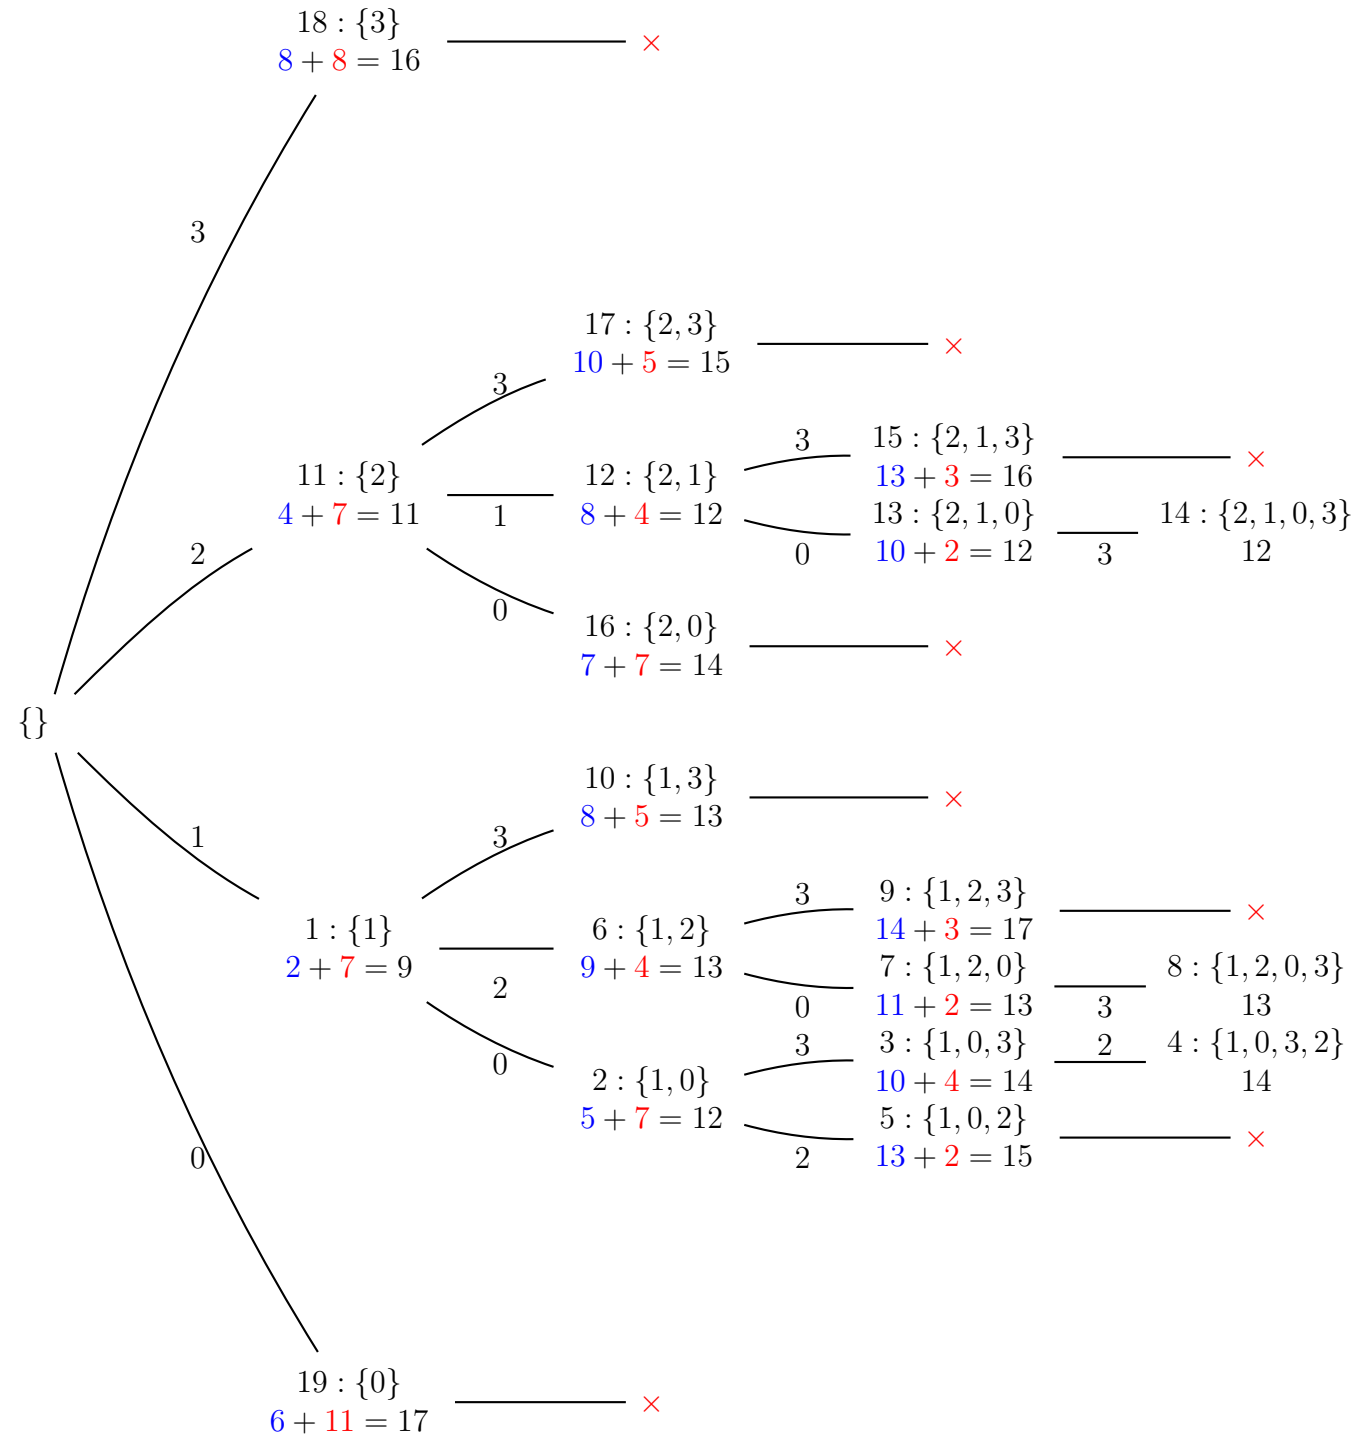 18 : {3}
8 + 8 = 16
×
3
17 : {2, 3}
10 + 5 = 15
×
3
15 : {2, 1, 3}
13 + 3 = 16
×
3
11 : {2}
4 + 7 = 11
12 : {2, 1}
8 + 4 = 12
1
13 : {2, 1, 0}
10 + 2 = 12
14 : {2, 1, 0, 3}
12
2
0
3
0
16 : {2, 0}
7 + 7 = 14
×
{}
10 : {1, 3}
8 + 5 = 13
×
1
3
3
9 : {1, 2, 3}
14 + 3 = 17
×
1 : {1}
2 + 7 = 9
6 : {1, 2}
9 + 4 = 13
2
7 : {1, 2, 0}
11 + 2 = 13
8 : {1, 2, 0, 3}
13
0
3
3
3 : {1, 0, 3}
10 + 4 = 14
2
4 : {1, 0, 3, 2}
14
0
2 : {1, 0}
5 + 7 = 12
5 : {1, 0, 2}
13 + 2 = 15
×
2
0
19 : {0}
6 + 11 = 17
×